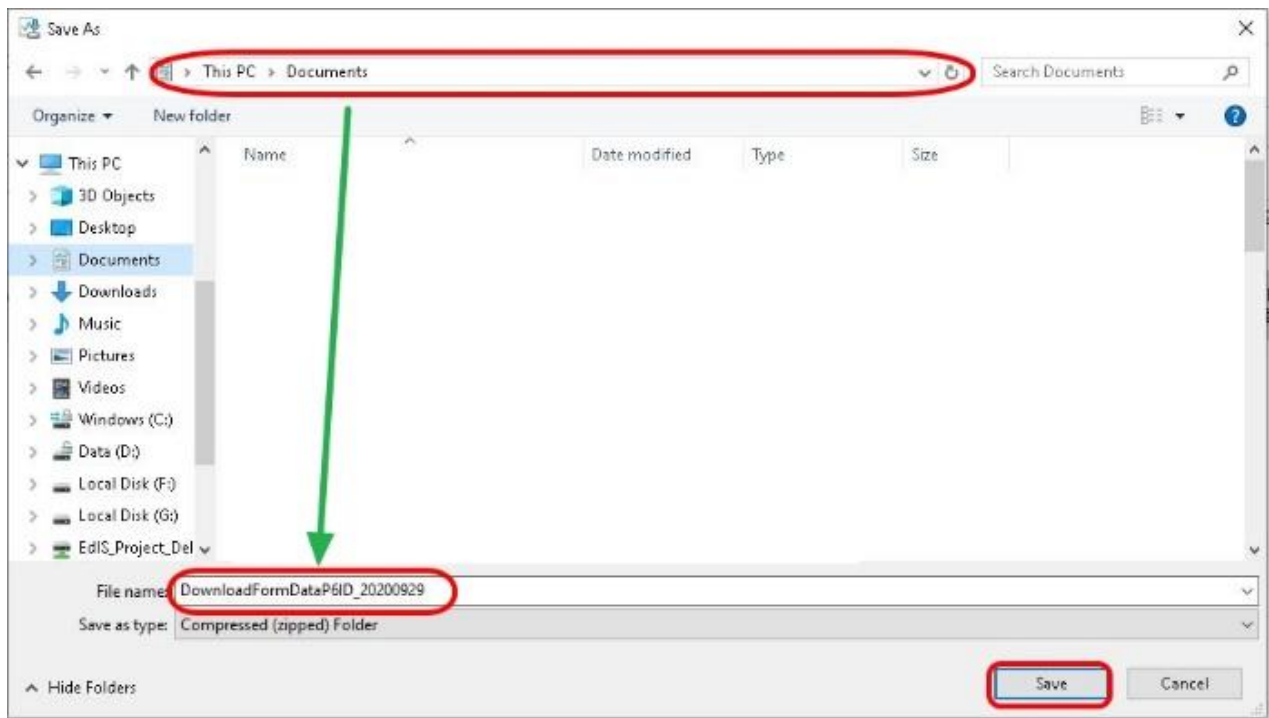 Save As
This PC > Documents
Search Documents
Organize
New folder
Name
Date modified
Type
Size
This PC
3D Objects
Desktop
Documents
Downloads
Music
Pictures
Videos
Windows (C:)
Data (D:)
Local Disk (F:)
Local Disk (G:)
EdIS_Project_Del
File name: DownloadFormDataP6ID_20200929
Save as type: Compressed (zipped) Folder
Hide Folders
Save
Cancel